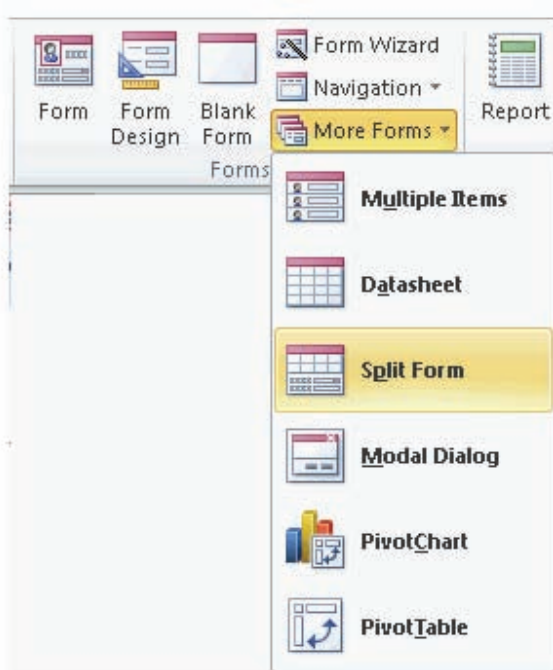 Form
Form Design
Blank Form
Form Wizard
Navigation
More Forms
Report
Forms
Multiple Items
Datasheet
Split Form
Modal Dialog
PivotChart
PivotTable